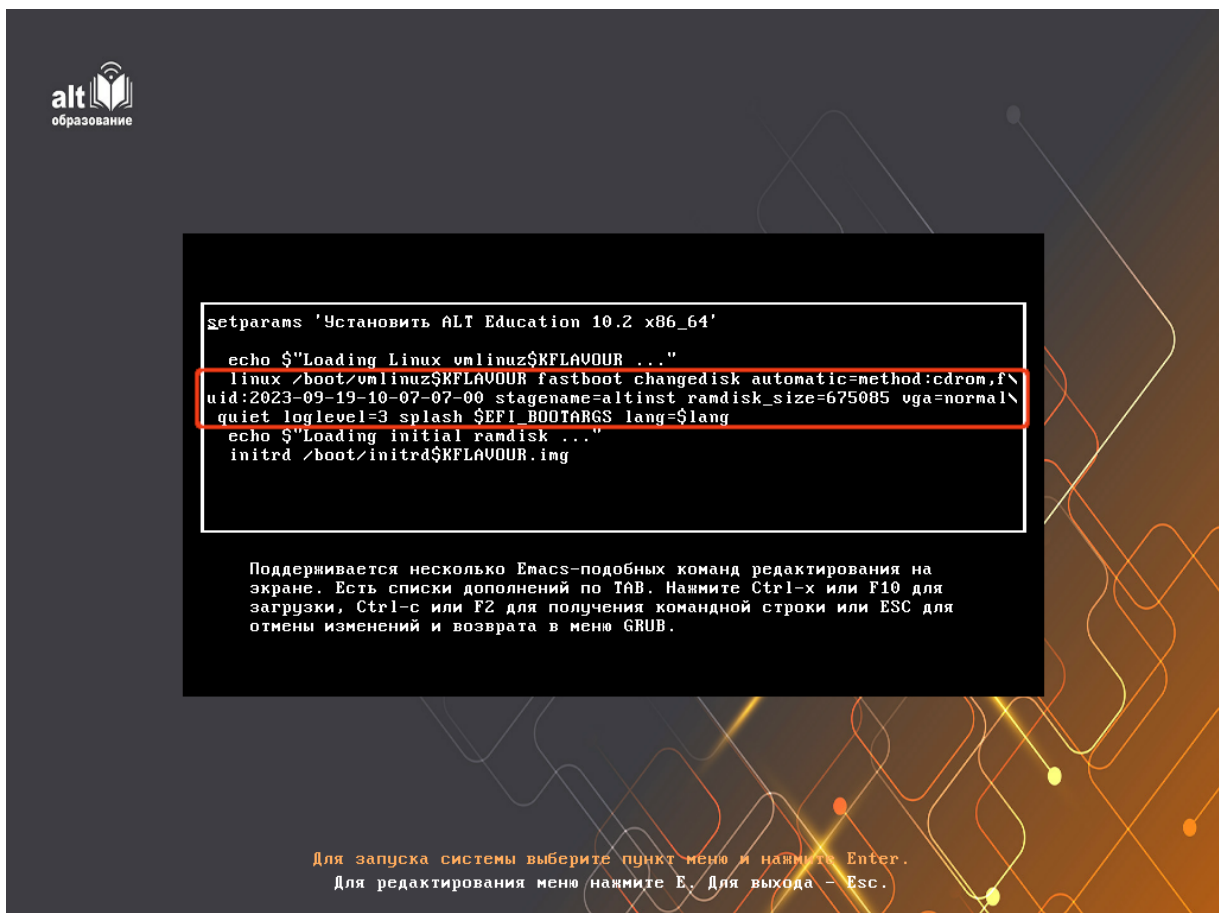 alt
образование
setparams 'Установить ALT Education 10.2 x86_64'
echo $"Loading Linux vmlinuz$KFLAVOUR ..."
linux /boot/vmlinuz$KFLAVOUR fastboot changedisk automatic=method:cdrom,f\
uid:2023-09-19-10-07-07-00 stagename=altinst ramdisk_size=675085 vga=normal\
quiet loglevel=3 splash $EFI_BOOTARGS lang=$lang
echo $"Loading initial ramdisk ..."
initrd /boot/initrd$KFLAVOUR.img
Поддерживается несколько Emacs-подобных команд редактирования на
экране. Есть списки дополнений по TAB. Нажмите Ctrl-x или F10 для
загрузки, Ctrl-c или F2 для получения командной строки или ESC для
отмены изменений и возврата в меню GRUB.
Для запуска системы выберите пункт меню и нажмите Enter.
Для редактирования меню нажмите E. Для выхода - Esc.